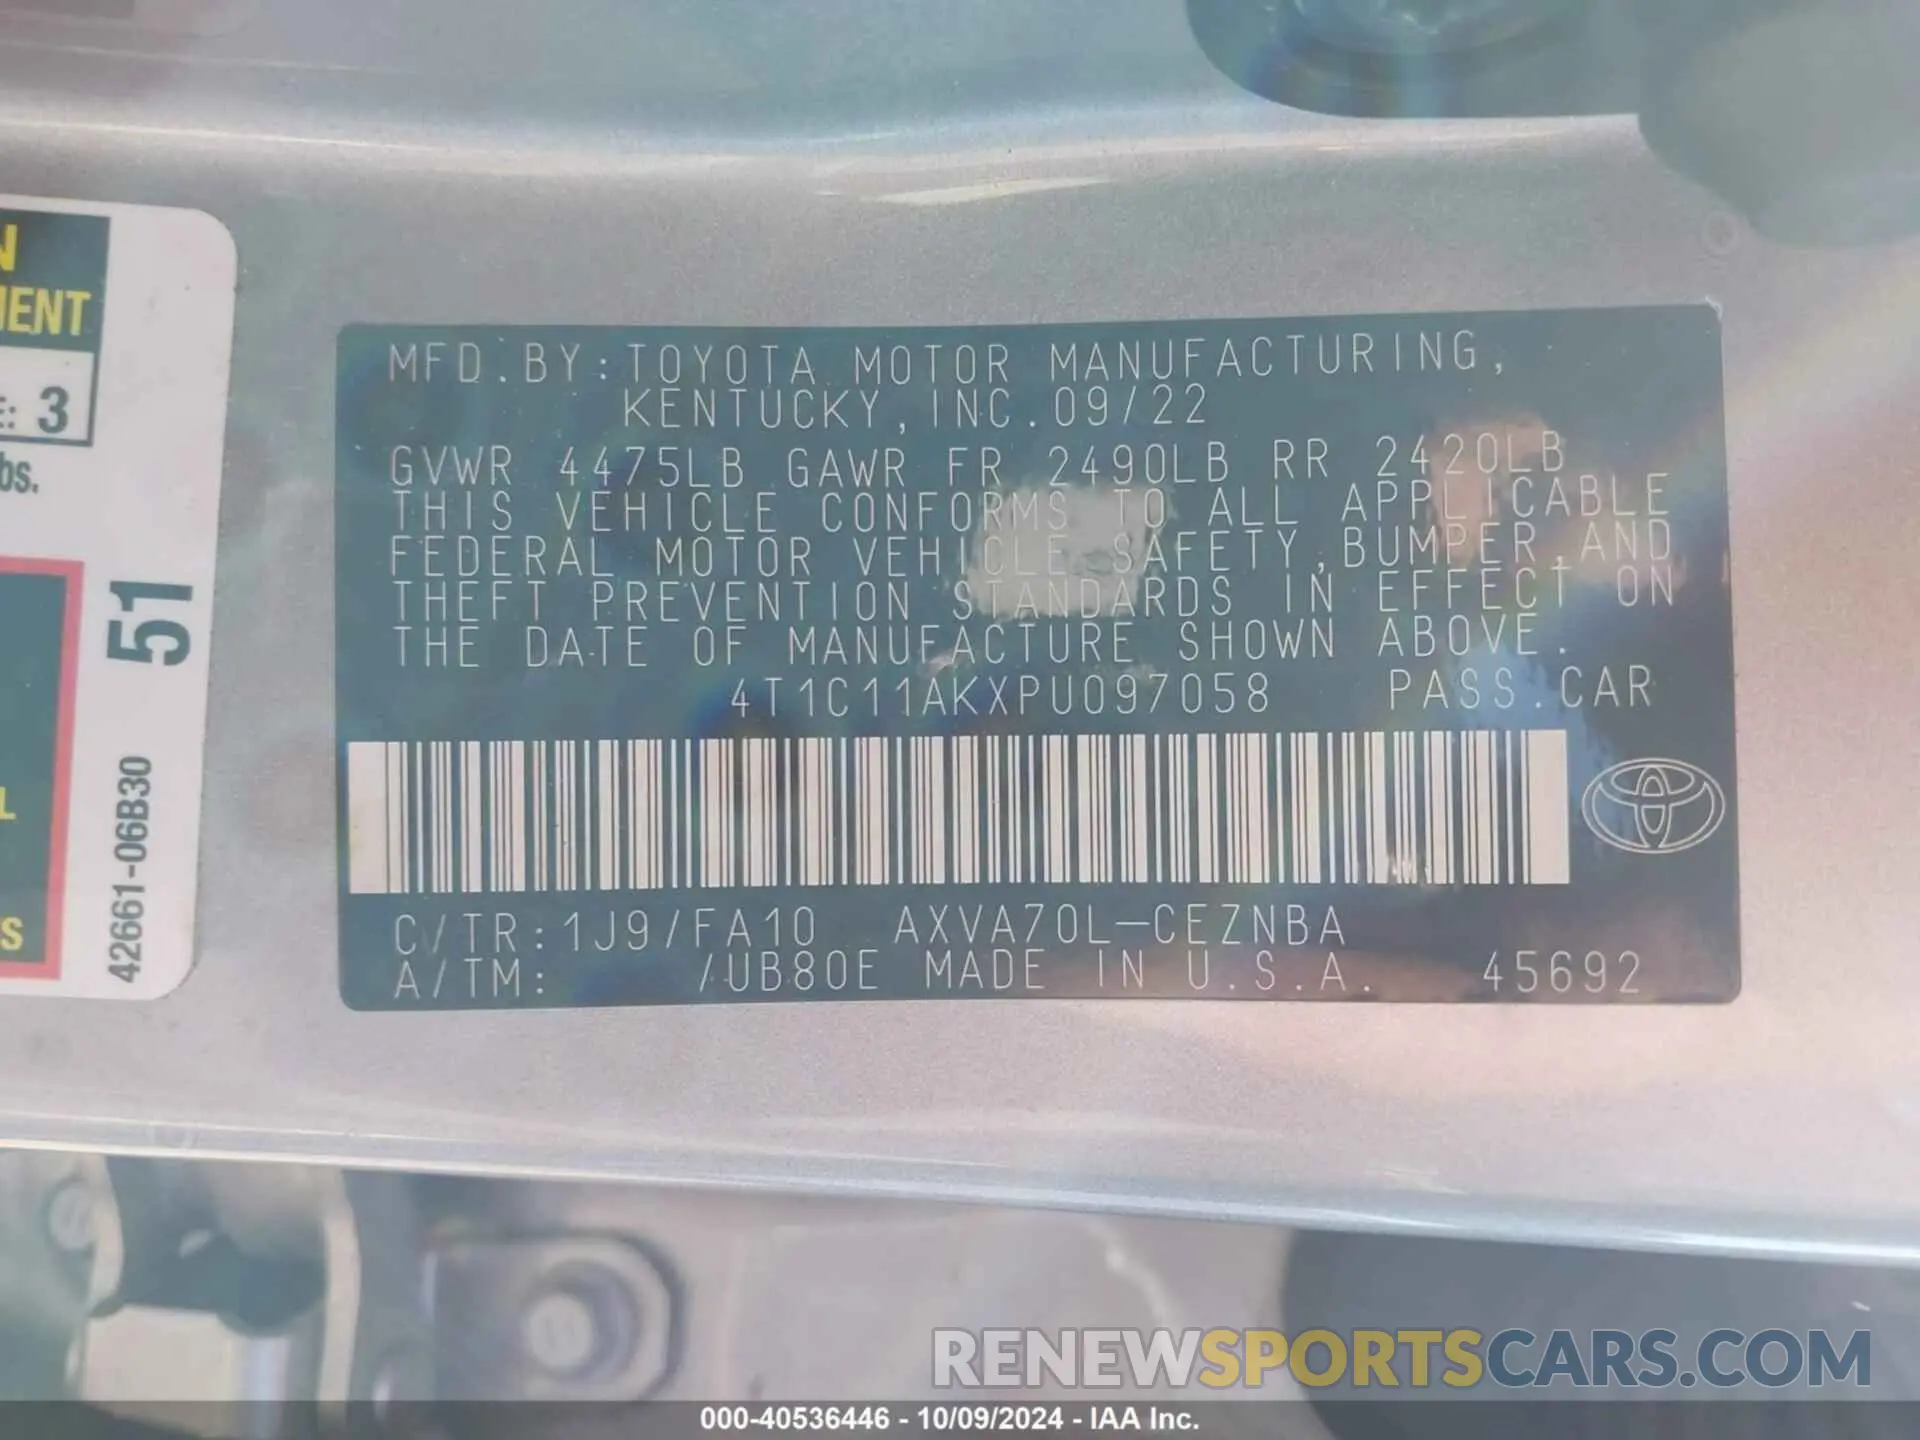 N
MENT
E: 3
bs.
51
L
S
42661-06B30
MFD.BY:TOYOTA MOTOR MANUFACTURING,
KENTUCKY,INC.09/22
GVWR 4475LB GAWR FR 2490LB RR 2420LB
THIS VEHICLE CONFORMS TO ALL APPLICABLE
FEDERAL MOTOR VEHICLE SAFETY,BUMPER,AND
THEFT PREVENTION STANDARDS IN EFFECT ON
THE DATE OF MANUFACTURE SHOWN ABOVE.
4T1C11AKXPU097058 PASS.CAR
C/TR:1J9/FA10 AXVA70L-CEZNBA
A/TM: /UB80E MADE IN U.S.A. 45692
RENEWSPORTSCARS.COM
000-40536446 - 10/09/2024 - IAA Inc.